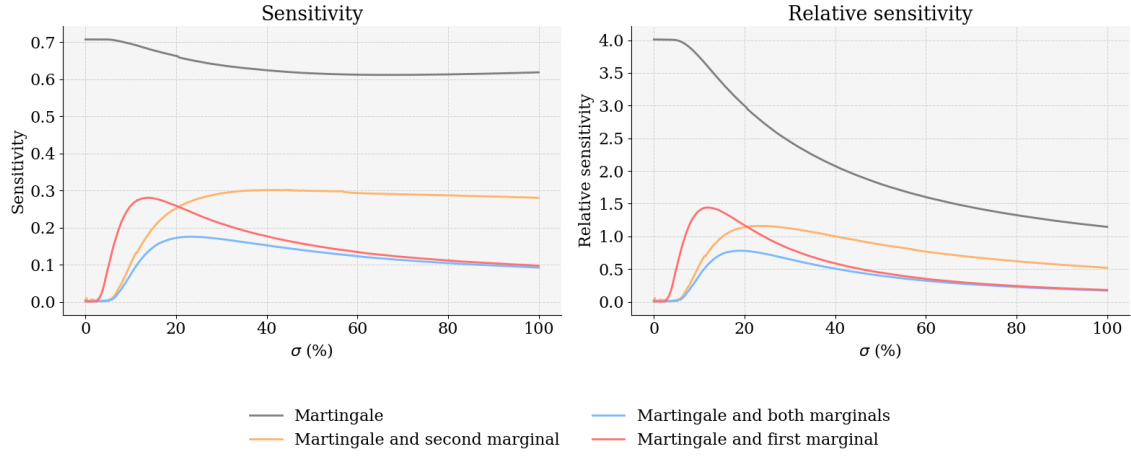 Sensitivity
Sensitivity
0.7
0.6
0.5
0.4
0.3
0.2
0.1
0.0
0
20
40
60
80
100
σ (%)
Relative sensitivity
Relative sensitivity
4.0
3.5
3.0
2.5
2.0
1.5
1.0
0.5
0.0
0
20
40
60
80
100
σ (%)
Martingale
Martingale and second marginal
Martingale and both marginals
Martingale and first marginal